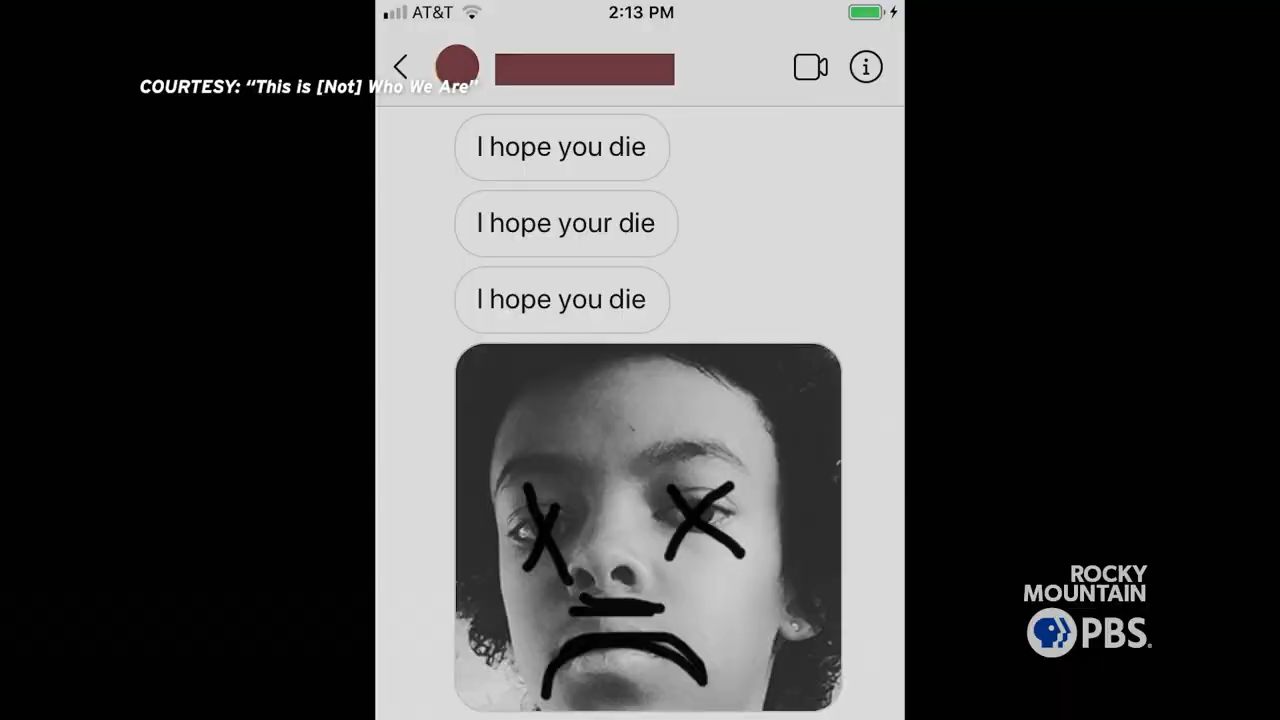 AT&T
2:13 PM
COURTESY: “This is [Not] Who We Are”
I hope you die
I hope your die
I hope you die
ROCKY
MOUNTAIN
PBS.